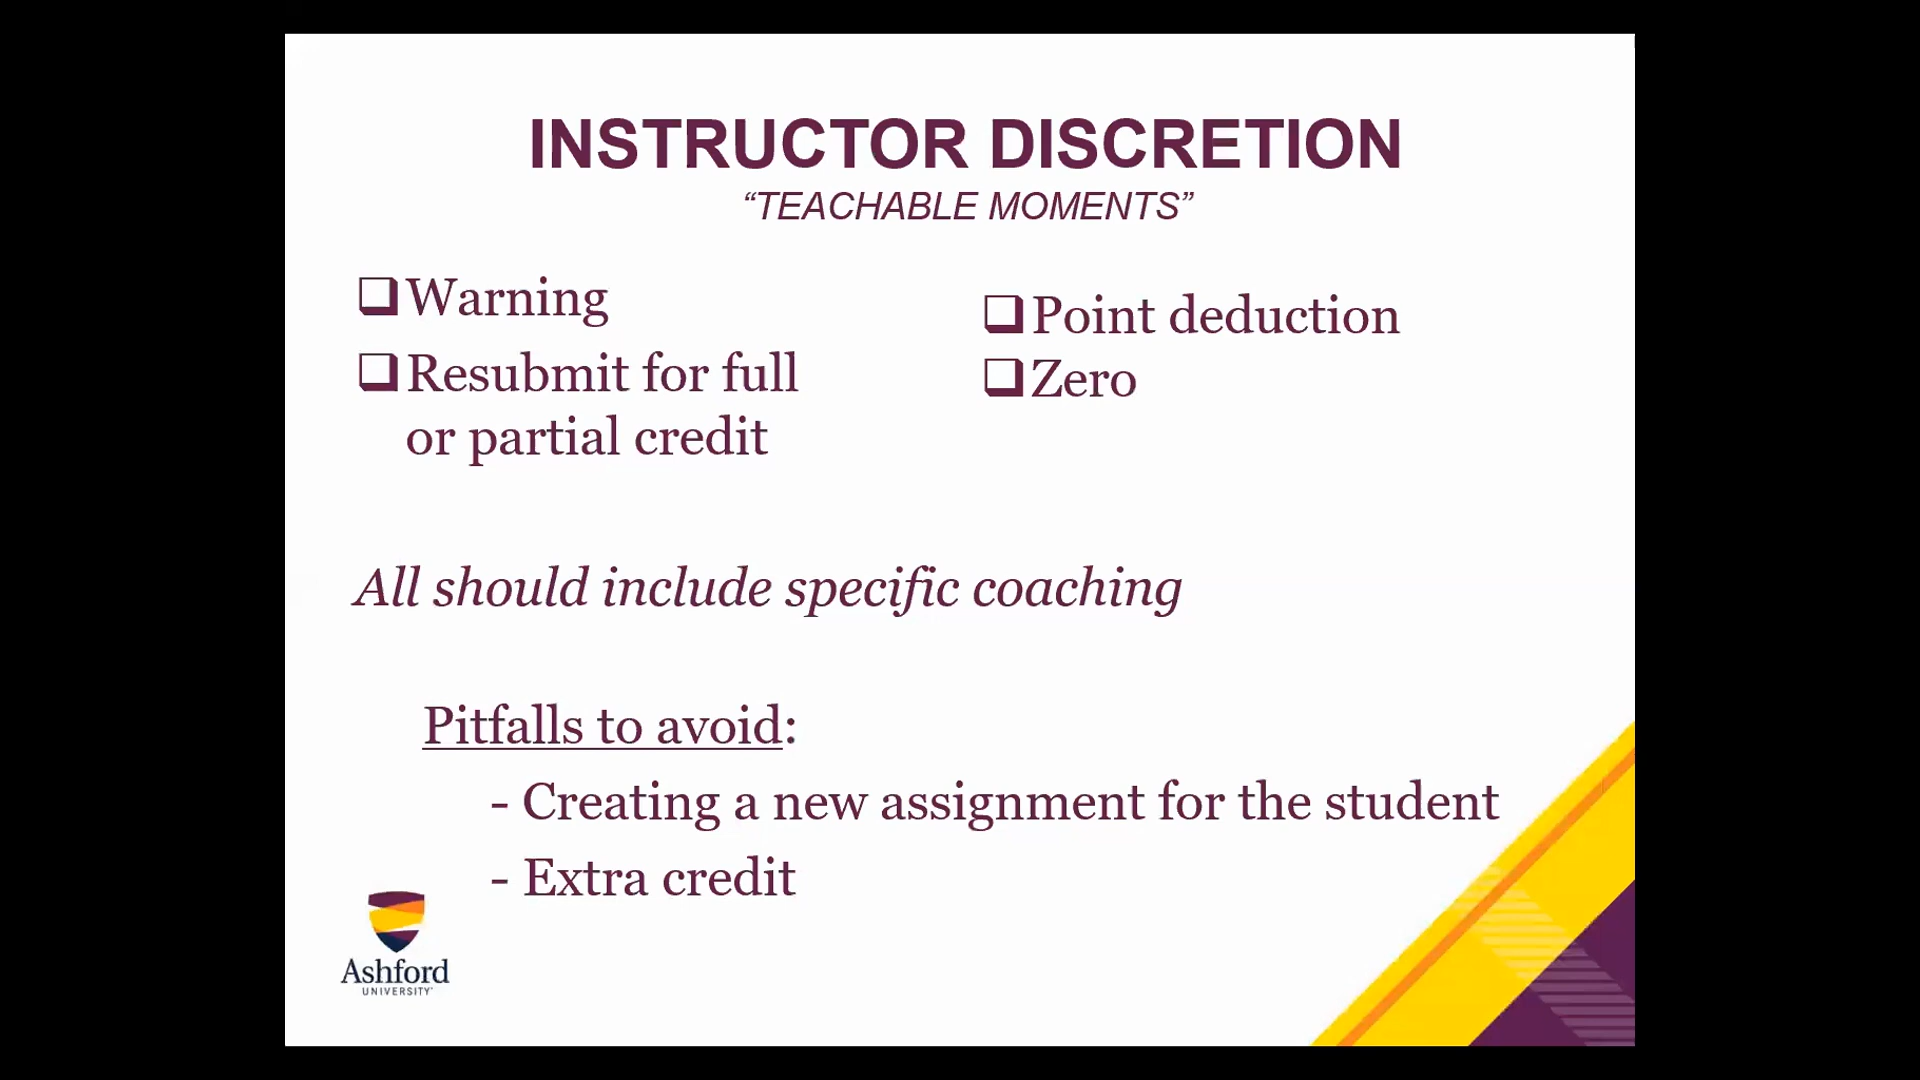 INSTRUCTOR DISCRETION
“TEACHABLE MOMENTS”
Warning
Resubmit for full
or partial credit
Point deduction
Zero
All should include specific coaching
Pitfalls to avoid:
- Creating a new assignment for the student
- Extra credit
Ashford
UNIVERSITY